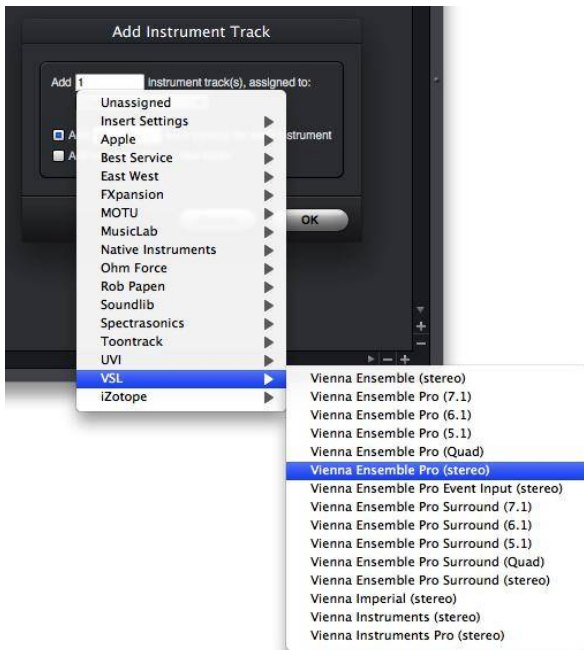 Add Instrument Track
Add 1 Instrument track(s), assigned to:
Unassigned
Insert Settings
strument
Apple
Best Service
East West
FXpansion
MOTU
MusicLab
OK
Native Instruments
Ohm Force
Rob Papen
Soundlib
Spectrasonics
Toontrack
UVI
VSL
iZotope
Vienna Ensemble (stereo)
Vienna Ensemble Pro (7.1)
Vienna Ensemble Pro (6.1)
Vienna Ensemble Pro (5.1)
Vienna Ensemble Pro (Quad)
Vienna Ensemble Pro (stereo)
Vienna Ensemble Pro Event Input (stereo)
Vienna Ensemble Pro Surround (7.1)
Vienna Ensemble Pro Surround (6.1)
Vienna Ensemble Pro Surround (5.1)
Vienna Ensemble Pro Surround (Quad)
Vienna Ensemble Pro Surround (stereo)
Vienna Imperial (stereo)
Vienna Instruments (stereo)
Vienna Instruments Pro (stereo)